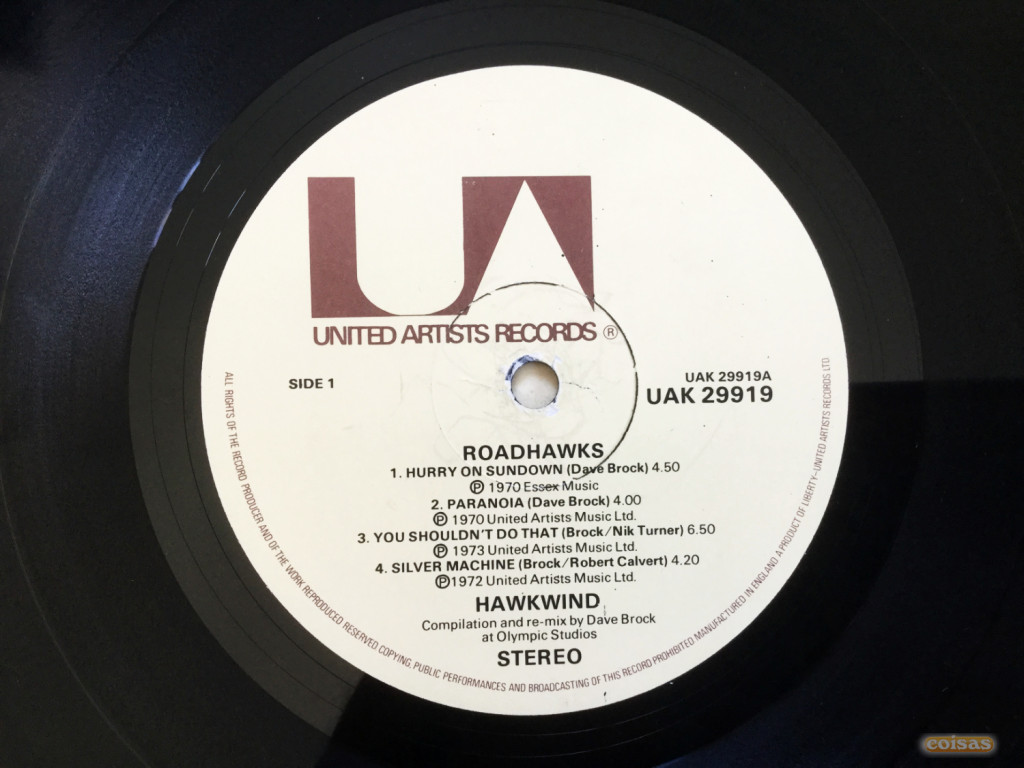 UA
UNITED ARTISTS RECORDS ®
SIDE 1
UAK 29919A
UAK 29919
ROADHAWKS
1. HURRY ON SUNDOWN (Dave Brock) 4.50
Ⓟ 1970 Essex Music
2. PARANOIA (Dave Brock) 4.00
Ⓟ 1970 United Artists Music Ltd.
3. YOU SHOULDN'T DO THAT (Brock/Nik Turner) 6.50
Ⓟ 1973 United Artists Music Ltd.
4. SILVER MACHINE (Brock/Robert Calvert) 4.20
Ⓟ1972 United Artists Music Ltd.
HAWKWIND
Compilation and re-mix by Dave Brock
at Olympic Studios
STEREO
ALL RIGHTS OF THE RECORD PRODUCER AND OF THE WORK REPRODUCED RESERVED COPYING, PUBLIC PERFORMANCES AND BROADCASTING OF THIS RECORD PROHIBITED MANUFACTURED IN ENGLAND A PRODUCT OF LIBERTY-UNITED ARTISTS RECORDS LTD
coisas